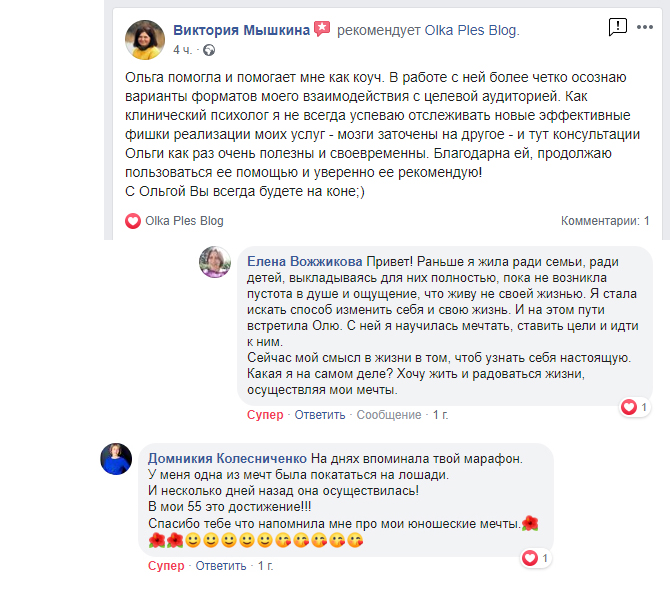 Виктория Мышкина рекомендует Olka Ples Blog.
4 ч. ·
Ольга помогла и помогает мне как коуч. В работе с ней более четко осознаю
варианты форматов моего взаимодействия с целевой аудиторией. Как
клинический психолог я не всегда успеваю отслеживать новые эффективные
фишки реализации моих услуг - мозги заточены на другое - и тут консультации
Ольги как раз очень полезны и своевременны. Благодарна ей, продолжаю
пользоваться ее помощью и уверенно ее рекомендую!
С Ольгой Вы всегда будете на коне;)
Olka Ples Blog Комментарии: 1
Елена Вожжикова Привет! Раньше я жила ради семьи, ради
детей, выкладываясь для них полностью, пока не возникла
пустота в душе и ощущение, что живу не своей жизнью. Я стала
искать способ изменить себя и свою жизнь. И на этом пути
встретила Олю. С ней я научилась мечтать, ставить цели и идти
к ним.
Сейчас мой смысл в жизни в том, чтоб узнать себя настоящую.
Какая я на самом деле? Хочу жить и радоваться жизни,
осуществляя мои мечты.
1
Супер · Ответить · Сообщение · 1 г.
Домникия Колесниченко На днях впоминала твой марафон.
У меня одна из мечт была покататься на лошади.
И несколько дней назад она осуществилась!
В мои 55 это достижение!!!
Спасибо тебе что напомнила мне про мои юношеские мечты.🌺
🌺🌺🙂🙂🙂🙂🙂😋😋😋😋😋
1
Супер · Ответить · 1 г.